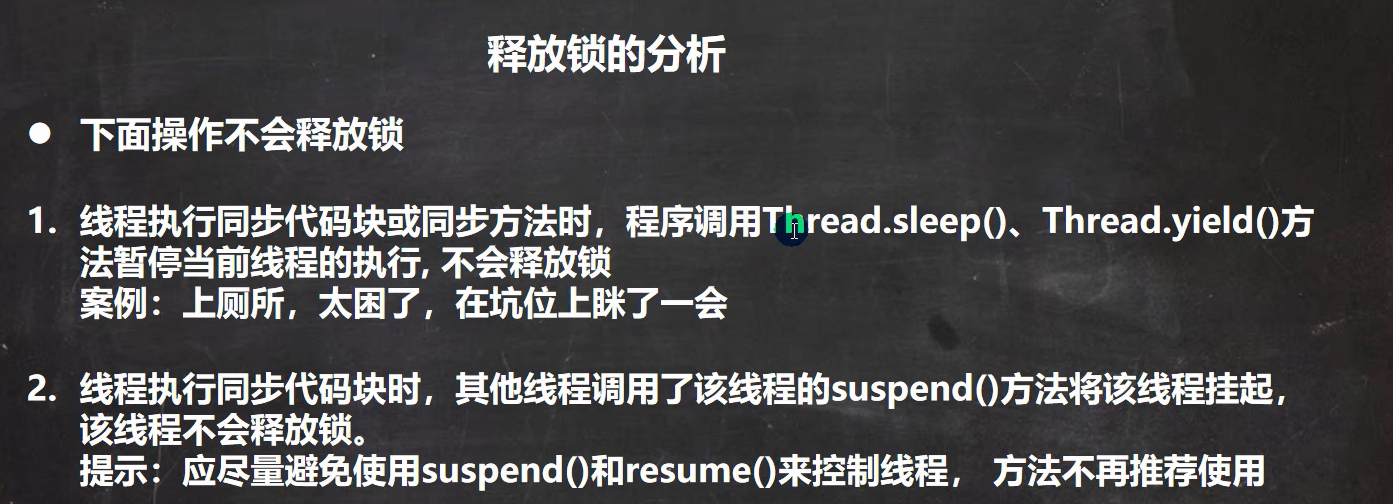 释放锁的分析
● 下面操作不会释放锁
1. 线程执行同步代码块或同步方法时，程序调用Thread.sleep()、Thread.yield()方
法暂停当前线程的执行, 不会释放锁
案例：上厕所，太困了，在坑位上眯了一会
2. 线程执行同步代码块时，其他线程调用了该线程的suspend()方法将该线程挂起，
该线程不会释放锁。
提示：应尽量避免使用suspend()和resume()来控制线程， 方法不再推荐使用